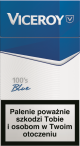 VICEROY V
100's
Blue
Palenie poważnie
szkodzi Tobie
i osobom w Twoim
otoczeniu